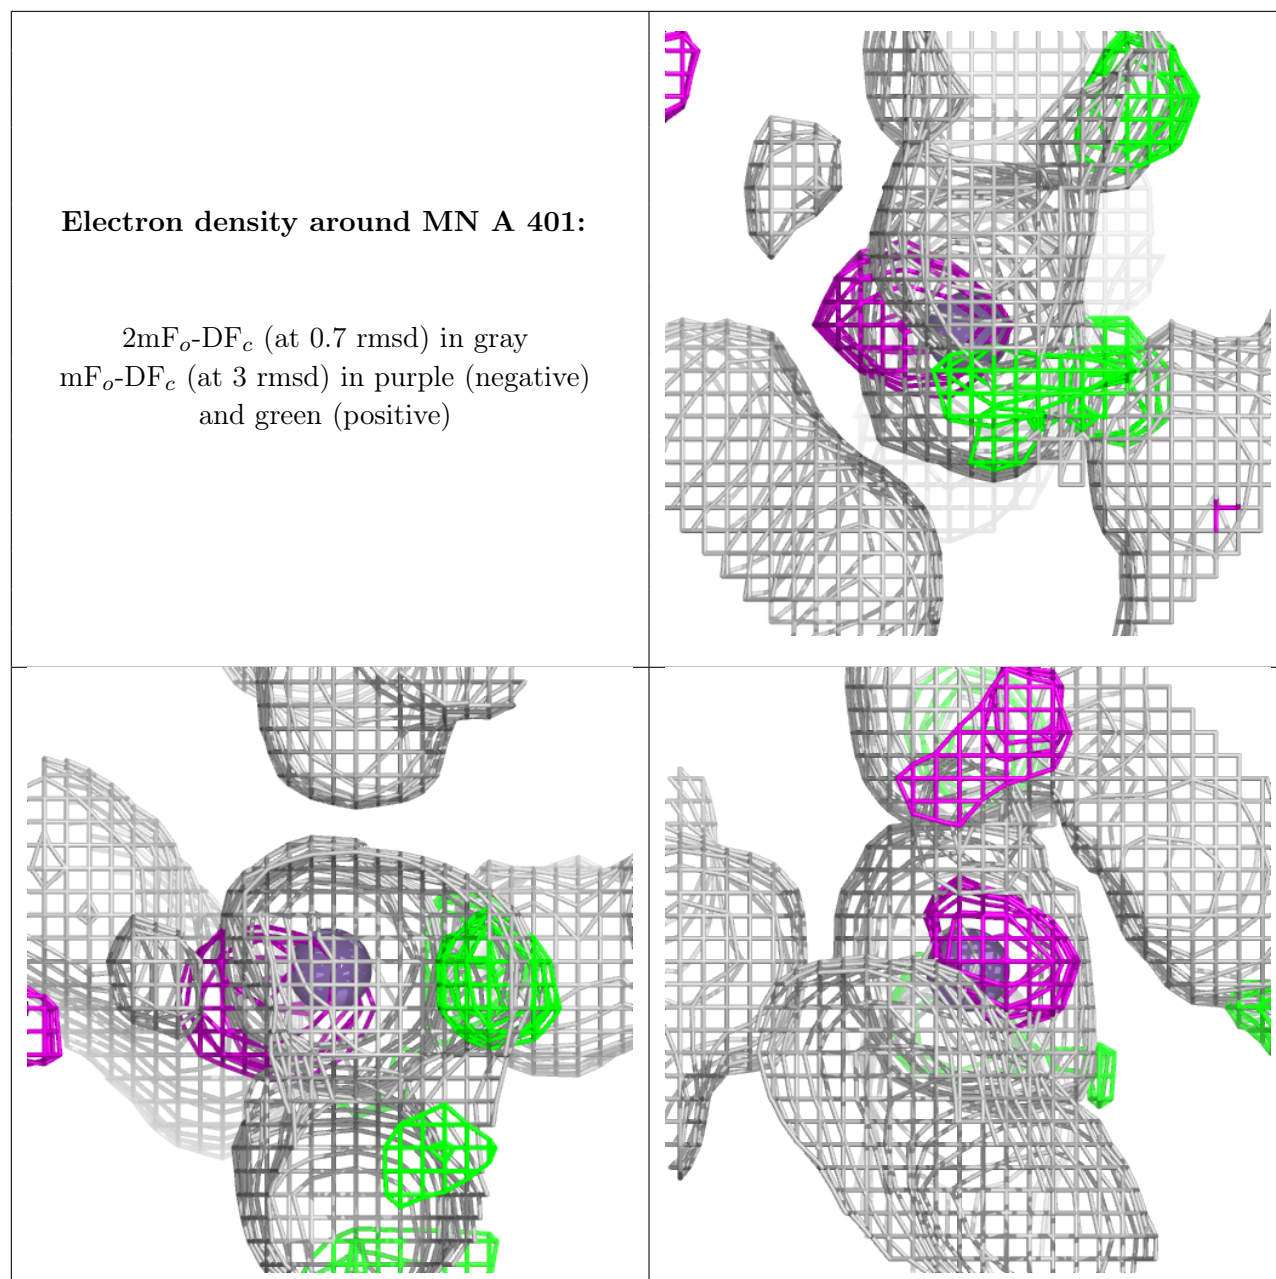 Electron density around MN A 401:
2mFo-DFc (at 0.7 rmsd) in gray
mFo-DFc (at 3 rmsd) in purple (negative)
and green (positive)